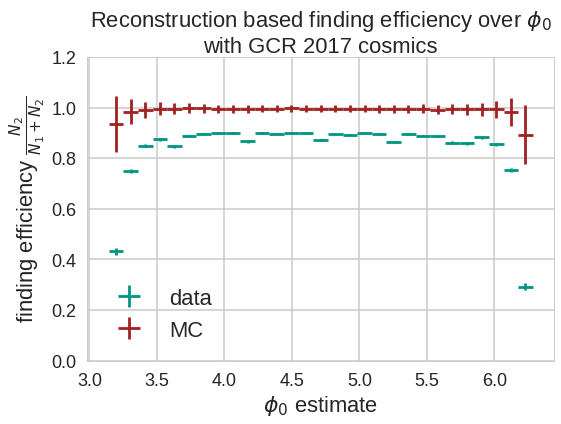 Reconstruction based finding efficiency over ϕ₀
with GCR 2017 cosmics
finding efficiency N₂ / (N₁ + N₂)
1.2
1.0
0.8
0.6
0.4
0.2
0.0
data
MC
3.0 3.5 4.0 4.5 5.0 5.5 6.0
ϕ₀ estimate